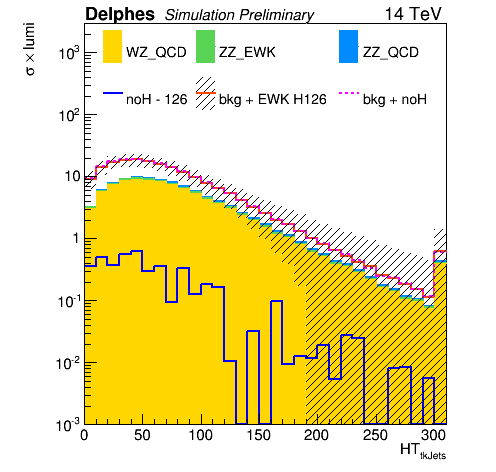 Delphes Simulation Preliminary 14 TeV
σ × lumi
WZ_QCD ZZ_EWK ZZ_QCD
noH - 126 bkg + EWK H126 bkg + noH
10³
10²
10
1
10⁻¹
10⁻²
10⁻³
0 50 100 150 200 250 300
HT_tkJets